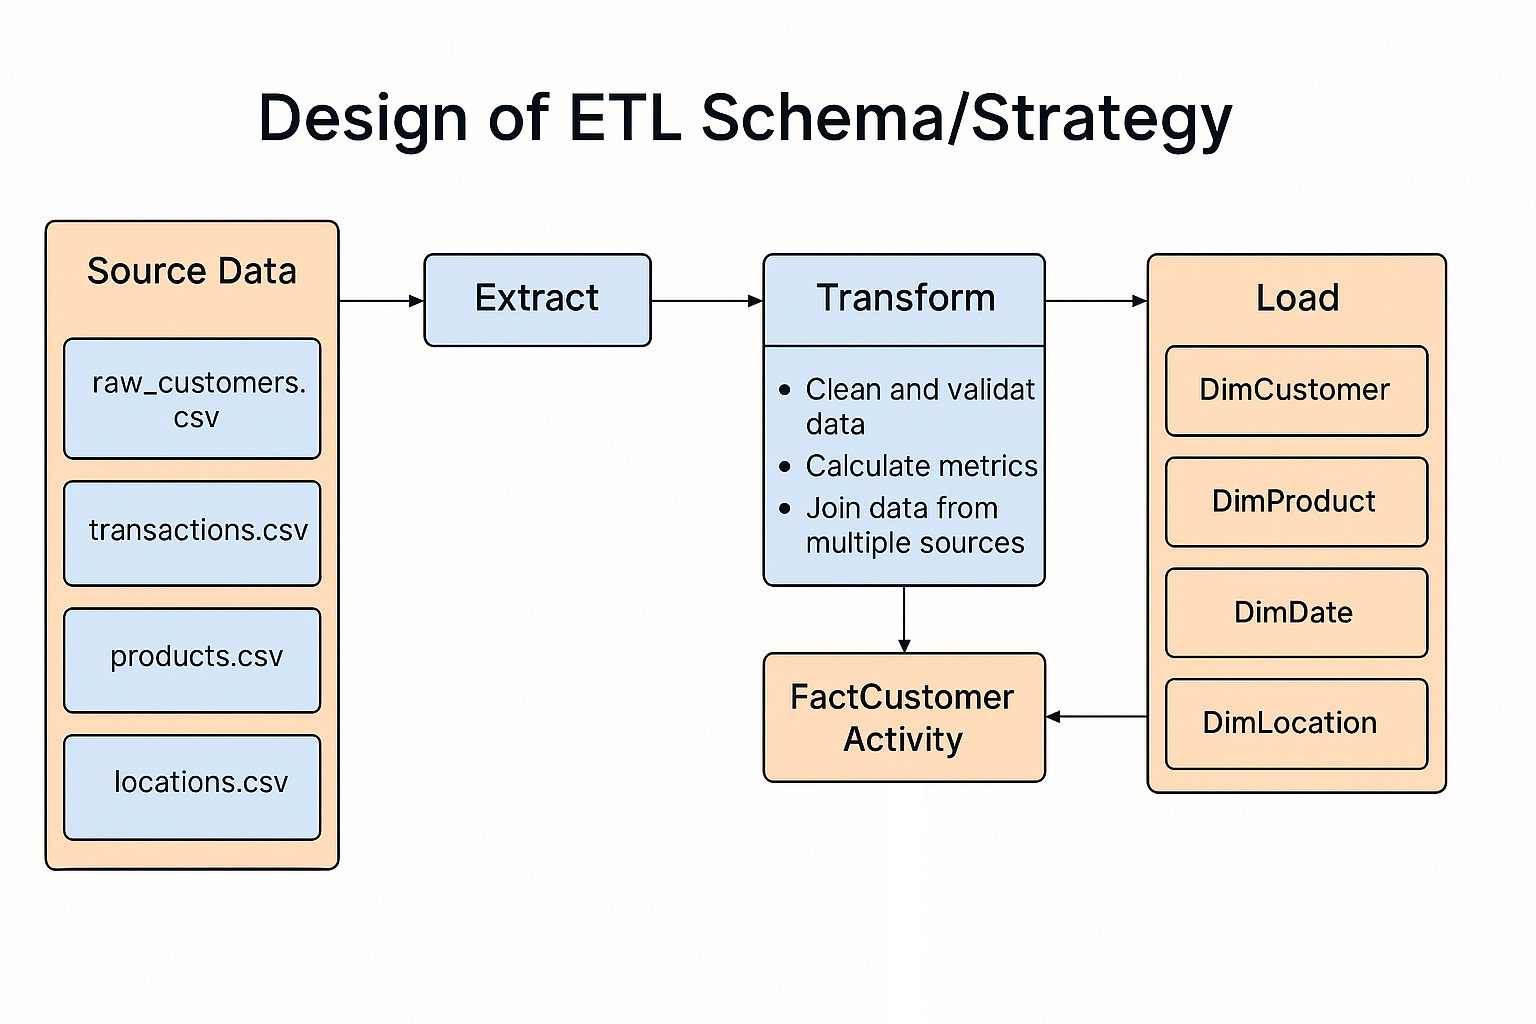 Design of ETL Schema/Strategy
Source Data
raw_customers.
csv
transactions.csv
products.csv
locations.csv
Extract
Transform
• Clean and validat
data
• Calculate metrics
• Join data from
multiple sources
FactCustomer
Activity
Load
DimCustomer
DimProduct
DimDate
DimLocation